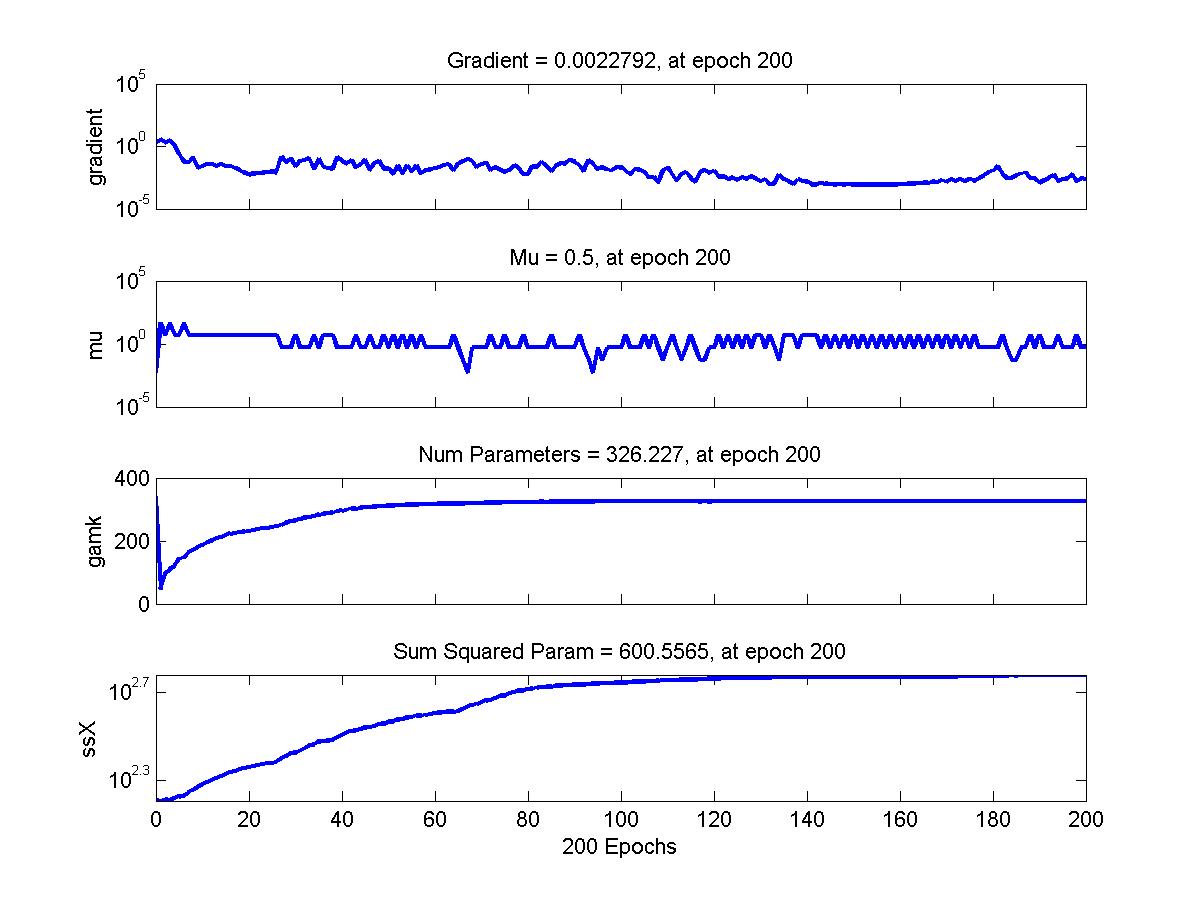 Gradient = 0.0022792, at epoch 200
10^5
10^0
10^-5
gradient
Mu = 0.5, at epoch 200
10^5
10^0
10^-5
mu
Num Parameters = 326.227, at epoch 200
400
200
0
gamk
Sum Squared Param = 600.5565, at epoch 200
10^2.7
10^2.3
ssX
0 20 40 60 80 100 120 140 160 180 200
200 Epochs